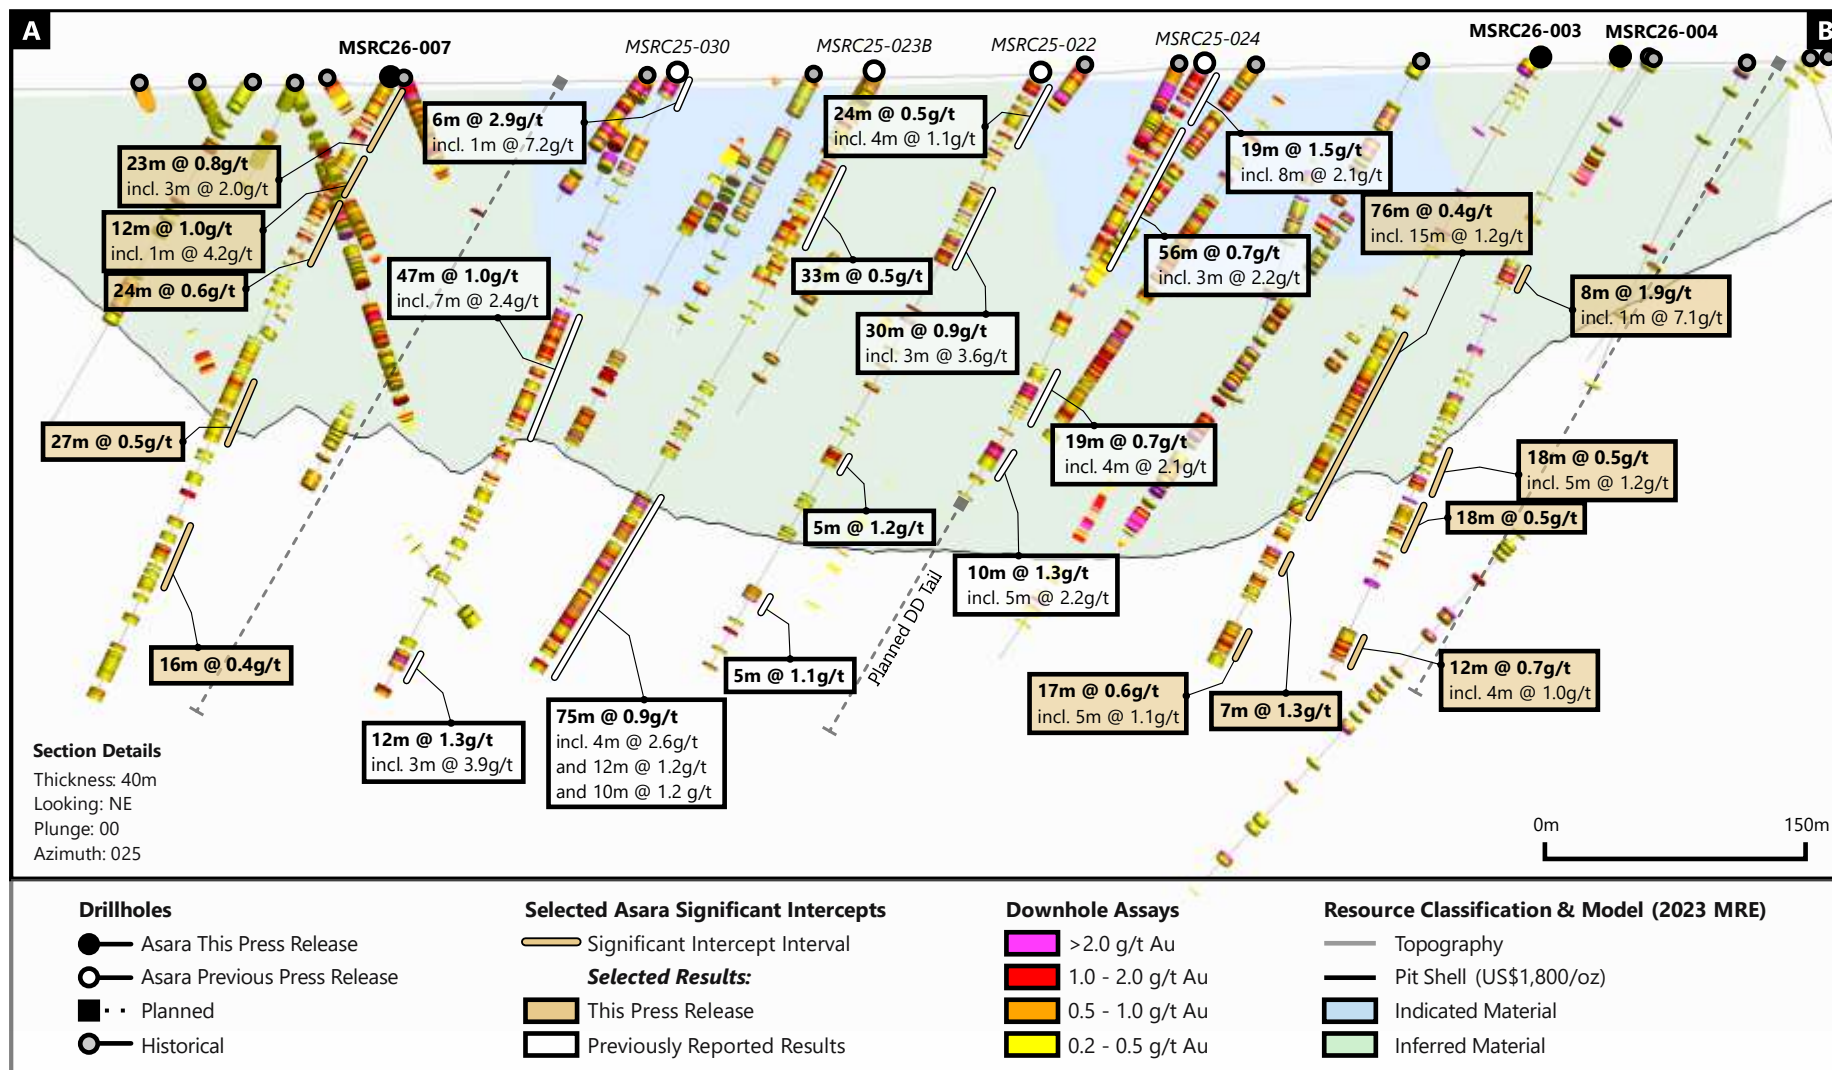 A
B
MSRC26-007
MSRC25-030
MSRC25-023B
MSRC25-022
MSRC25-024
MSRC26-003
MSRC26-004
6m @ 2.9g/t
incl. 1m @ 7.2g/t
24m @ 0.5g/t
incl. 4m @ 1.1g/t
19m @ 1.5g/t
incl. 8m @ 2.1g/t
23m @ 0.8g/t
incl. 3m @ 2.0g/t
76m @ 0.4g/t
incl. 15m @ 1.2g/t
12m @ 1.0g/t
incl. 1m @ 4.2g/t
56m @ 0.7g/t
incl. 3m @ 2.2g/t
47m @ 1.0g/t
incl. 7m @ 2.4g/t
33m @ 0.5g/t
24m @ 0.6g/t
8m @ 1.9g/t
incl. 1m @ 7.1g/t
30m @ 0.9g/t
incl. 3m @ 3.6g/t
27m @ 0.5g/t
19m @ 0.7g/t
incl. 4m @ 2.1g/t
18m @ 0.5g/t
incl. 5m @ 1.2g/t
18m @ 0.5g/t
5m @ 1.2g/t
10m @ 1.3g/t
incl. 5m @ 2.2g/t
Planned DD Tail
16m @ 0.4g/t
5m @ 1.1g/t
12m @ 0.7g/t
incl. 4m @ 1.0g/t
17m @ 0.6g/t
incl. 5m @ 1.1g/t
7m @ 1.3g/t
12m @ 1.3g/t
incl. 3m @ 3.9g/t
75m @ 0.9g/t
incl. 4m @ 2.6g/t
and 12m @ 1.2g/t
and 10m @ 1.2 g/t
Section Details
Thickness: 40m
Looking: NE
Plunge: 00
Azimuth: 025
0m
150m
Drillholes
Asara This Press Release
Asara Previous Press Release
Planned
Historical
Selected Asara Significant Intercepts
Significant Intercept Interval
Selected Results:
This Press Release
Previously Reported Results
Downhole Assays
>2.0 g/t Au
1.0 - 2.0 g/t Au
0.5 - 1.0 g/t Au
0.2 - 0.5 g/t Au
Resource Classification & Model (2023 MRE)
Topography
Pit Shell (US$1,800/oz)
Indicated Material
Inferred Material